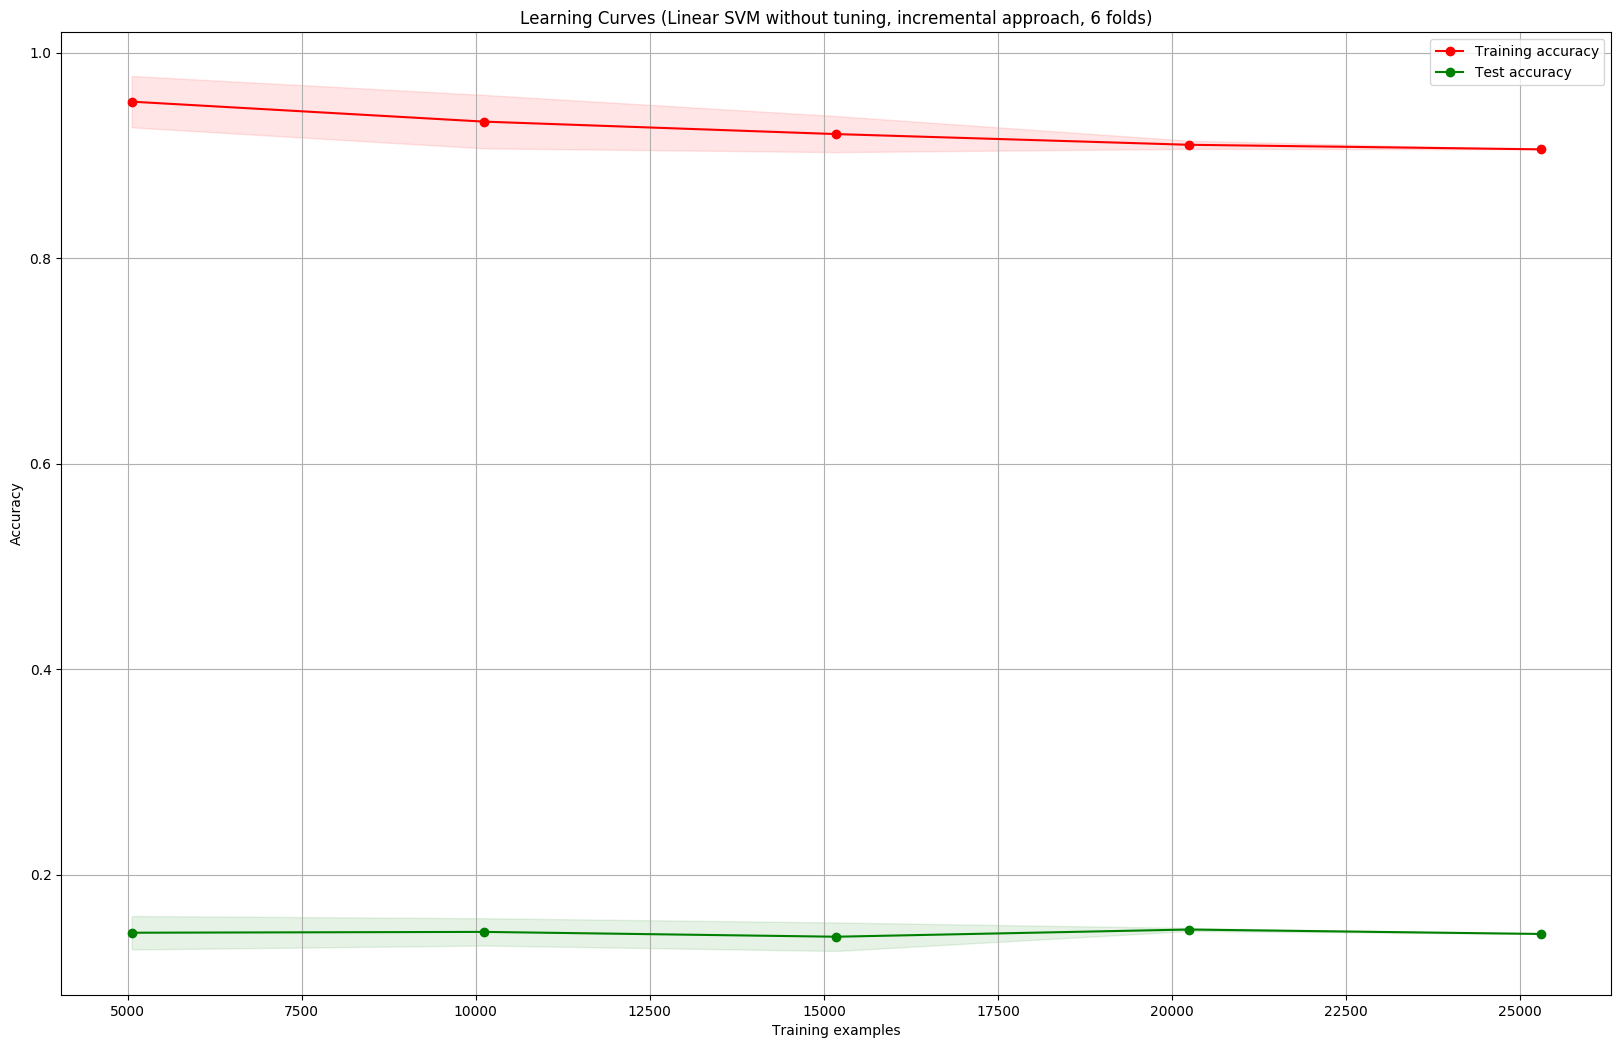 Learning Curves (Linear SVM without tuning, incremental approach, 6 folds)
Training accuracy
Test accuracy
1.0
0.8
0.6
0.4
0.2
Accuracy
5000 7500 10000 12500 15000 17500 20000 22500 25000
Training examples